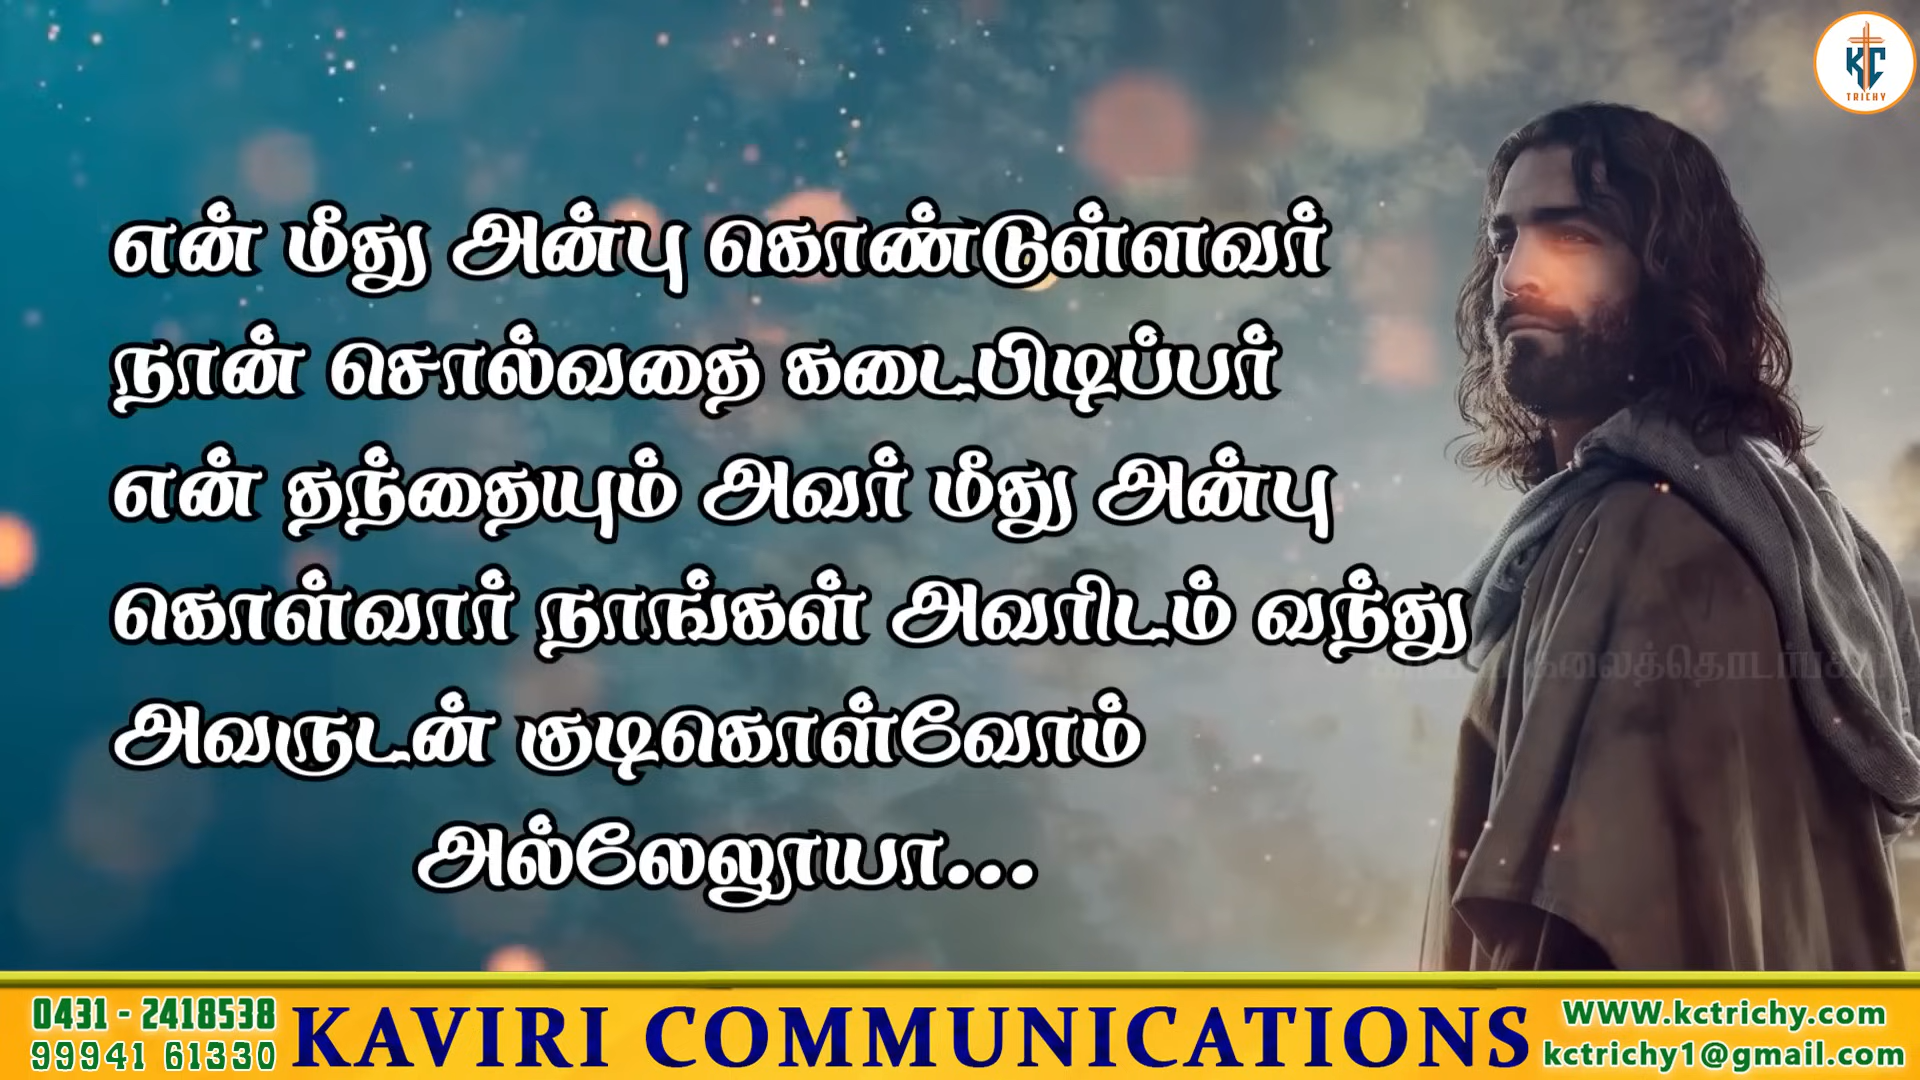 KC
TRICHY
என் மீது அன்பு கொண்டுள்ளவர்
நான் சொல்வதை கடைபிடிப்பர்
என் தந்தையும் அவர் மீது அன்பு
கொள்வார் நாங்கள் அவரிடம் வந்து
அவருடன் குடிகொள்வோம்
அல்லேலூயா...
0431 - 2418538
99941 61330
KAVIRI COMMUNICATIONS
www.kctrichy.com
kctrichy1@gmail.com